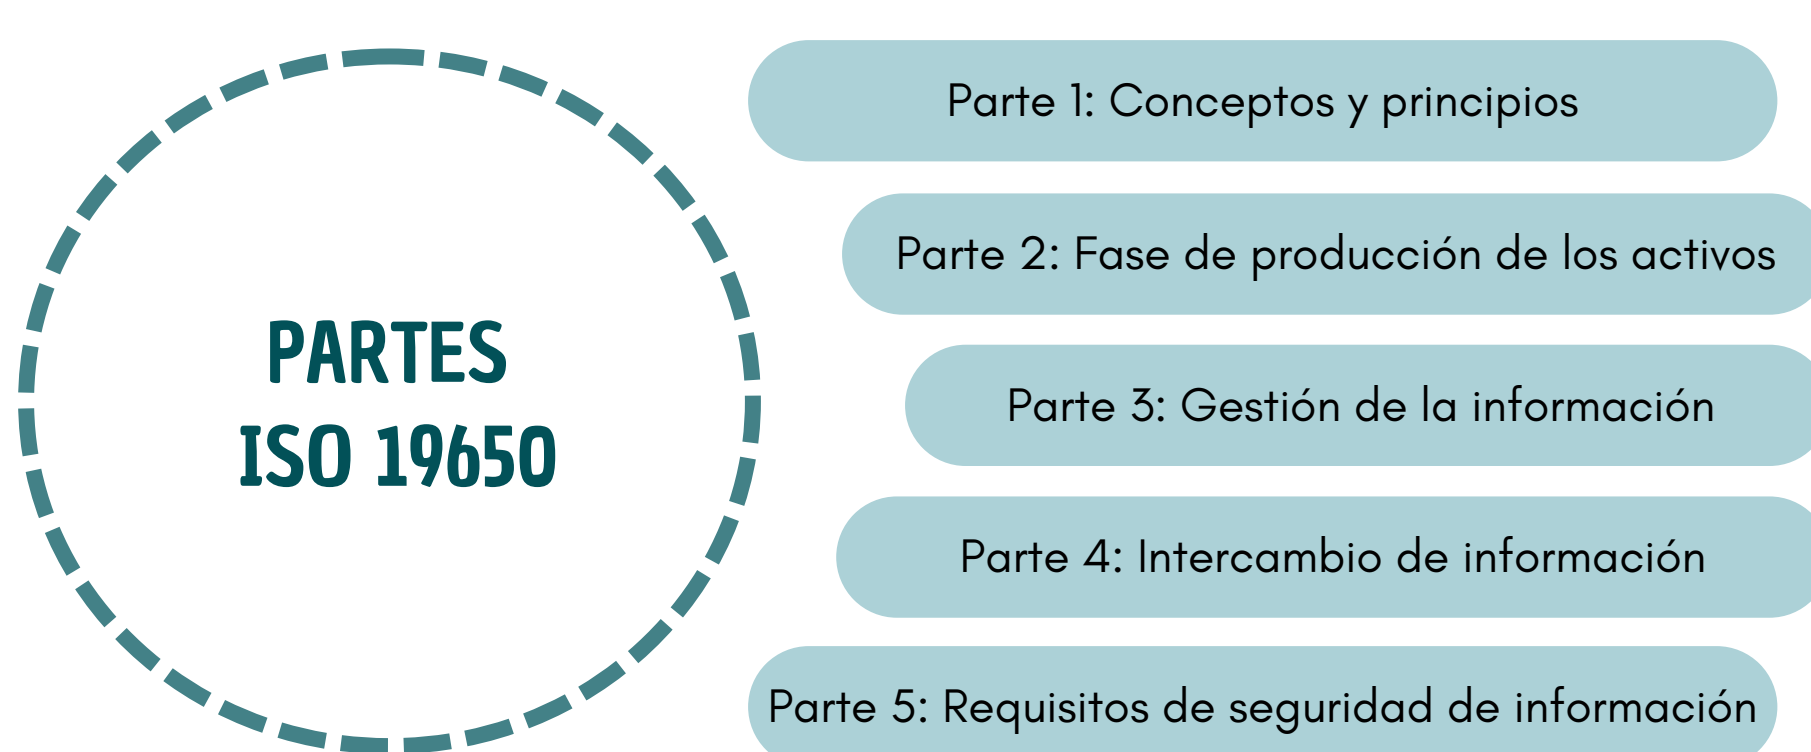 PARTES
ISO 19650
Parte 1: Conceptos y principios
Parte 2: Fase de producción de los activos
Parte 3: Gestión de la información
Parte 4: Intercambio de información
Parte 5: Requisitos de seguridad de información